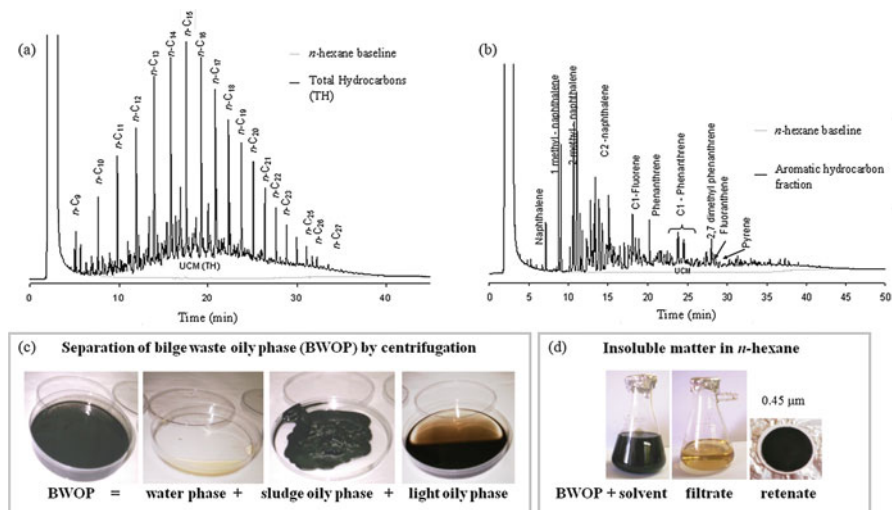 (a)
n-C9
n-C10
n-C11
n-C12
n-C13
n-C14
n-C15
n-C16
n-C17
n-C18
n-C19
n-C20
n-C21
n-C22
n-C23
n-C25
n-C26
n-C27
n-hexane baseline
Total Hydrocarbons
(TH)
UCM (TH)
0 10 20 30 40
Time (min)
(b)
Naphthalene
1 methyl - naphthalene
2 methyl - naphthalene
C2 -naphthalene
C1-Fluorene
Phenanthrene
C1 - Phenanthrene
2,7 dimethyl phenanthrene
Fluoranthene
Pyrene
n-hexane baseline
Aromatic hydrocarbon
fraction
UCM
0 5 10 15 20 25 30 35 40 45 50
Time (min)
(c) Separation of bilge waste oily phase (BWOP) by centrifugation
BWOP = water phase + sludge oily phase + light oily phase
(d) Insoluble matter in n-hexane
0.45 µm
BWOP + solvent filtrate retenate